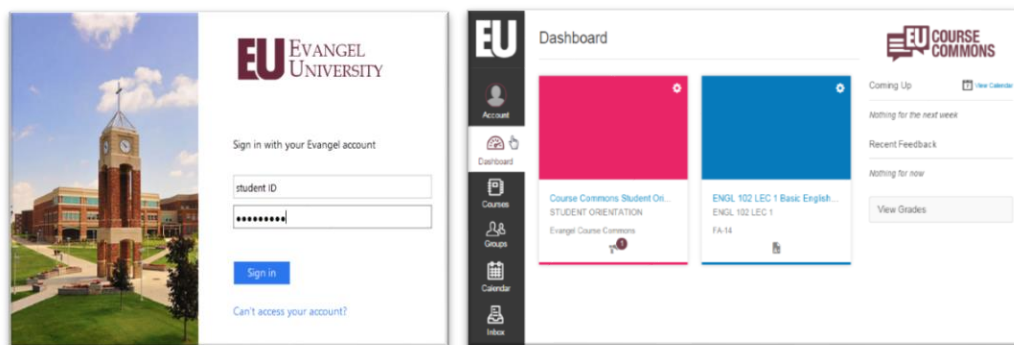 EU EVANGEL
UNIVERSITY
Sign in with your Evangel account
student ID
•••••••••
Sign in
Can't access your account?
EU
Account
Dashboard
Courses
Groups
Calendar
Inbox
Dashboard
Course Commons Student Ori...
STUDENT ORIENTATION
Evangel Course Commons
1
ENGL 102 LEC 1 Basic English...
ENGL 102 LEC 1
FA-14
EU COURSE
COMMONS
Coming Up
View Calendar
Nothing for the next week
Recent Feedback
Nothing for now
View Grades